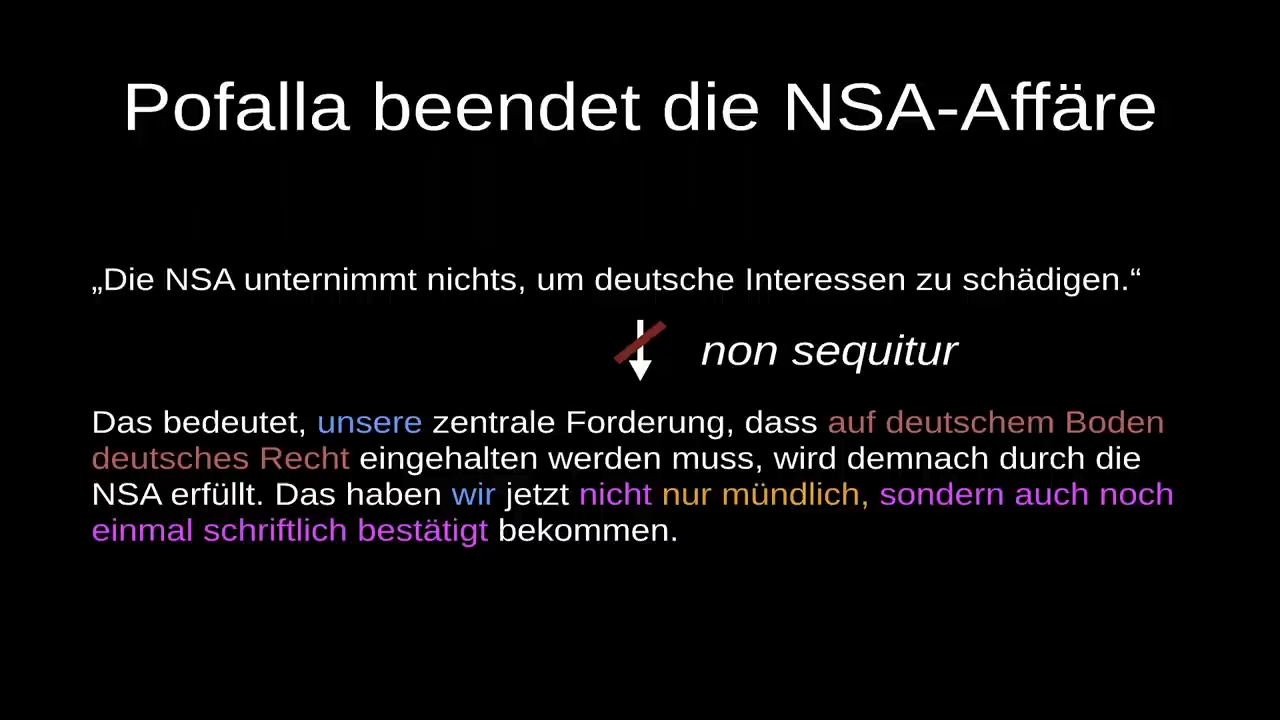 Pofalla beendet die NSA-Affäre
„Die NSA unternimmt nichts, um deutsche Interessen zu schädigen.“
non sequitur
Das bedeutet, unsere zentrale Forderung, dass auf deutschem Boden
deutsches Recht eingehalten werden muss, wird demnach durch die
NSA erfüllt. Das haben wir jetzt nicht nur mündlich, sondern auch noch
einmal schriftlich bestätigt bekommen.